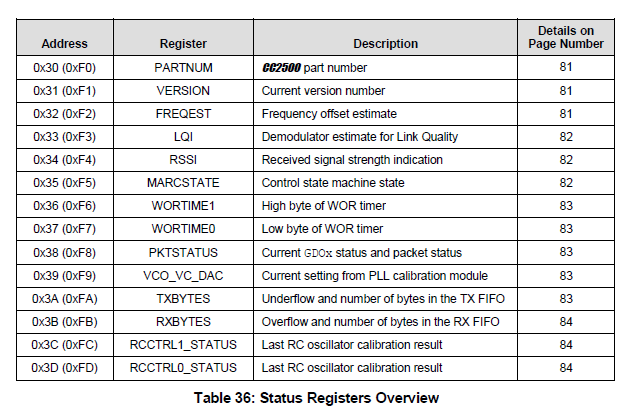 Address Register Description Details on Page Number
0x30 (0xF0) PARTNUM CC2500 part number 81
0x31 (0xF1) VERSION Current version number 81
0x32 (0xF2) FREQEST Frequency offset estimate 81
0x33 (0xF3) LQI Demodulator estimate for Link Quality 82
0x34 (0xF4) RSSI Received signal strength indication 82
0x35 (0xF5) MARCSTATE Control state machine state 82
0x36 (0xF6) WORTIME1 High byte of WOR timer 83
0x37 (0xF7) WORTIME0 Low byte of WOR timer 83
0x38 (0xF8) PKTSTATUS Current GDOx status and packet status 83
0x39 (0xF9) VCO_VC_DAC Current setting from PLL calibration module 83
0x3A (0xFA) TXBYTES Underflow and number of bytes in the TX FIFO 83
0x3B (0xFB) RXBYTES Overflow and number of bytes in the RX FIFO 84
0x3C (0xFC) RCCTRL1_STATUS Last RC oscillator calibration result 84
0x3D (0xFD) RCCTRL0_STATUS Last RC oscillator calibration result 84
Table 36: Status Registers Overview